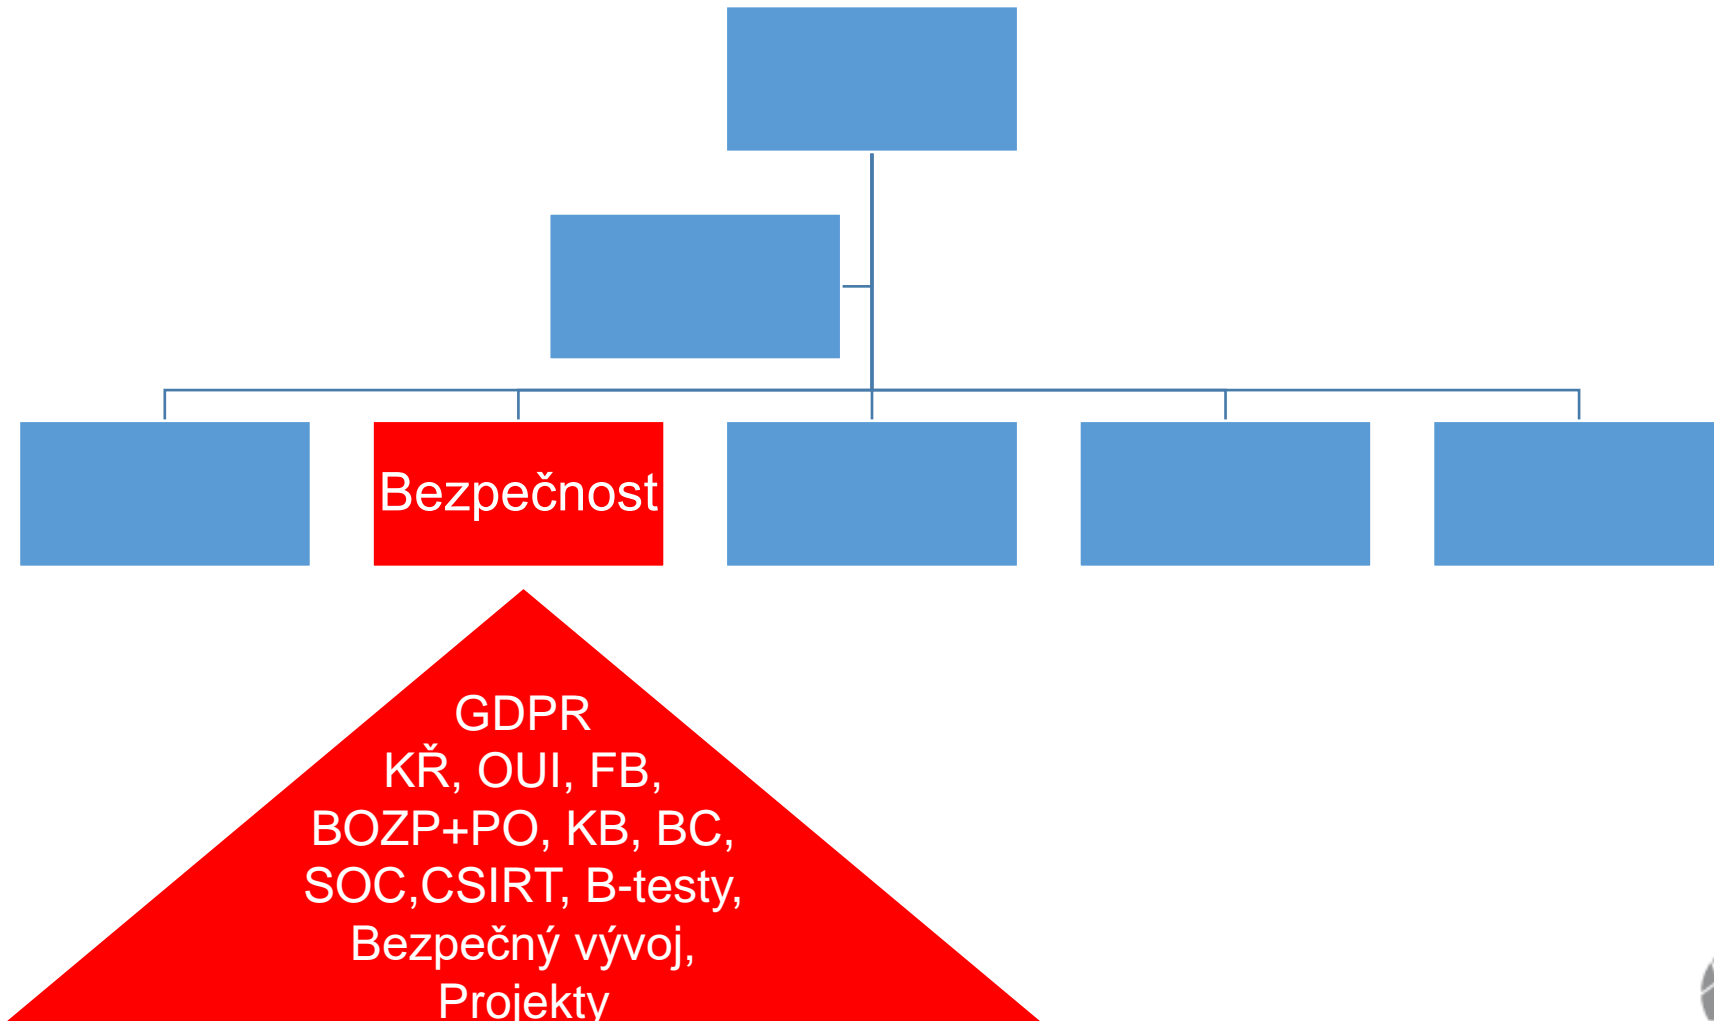 Bezpečnost
GDPR
KŘ, OUI, FB,
BOZP+PO, KB, BC,
SOC,CSIRT, B-testy,
Bezpečný vývoj,
Projekty